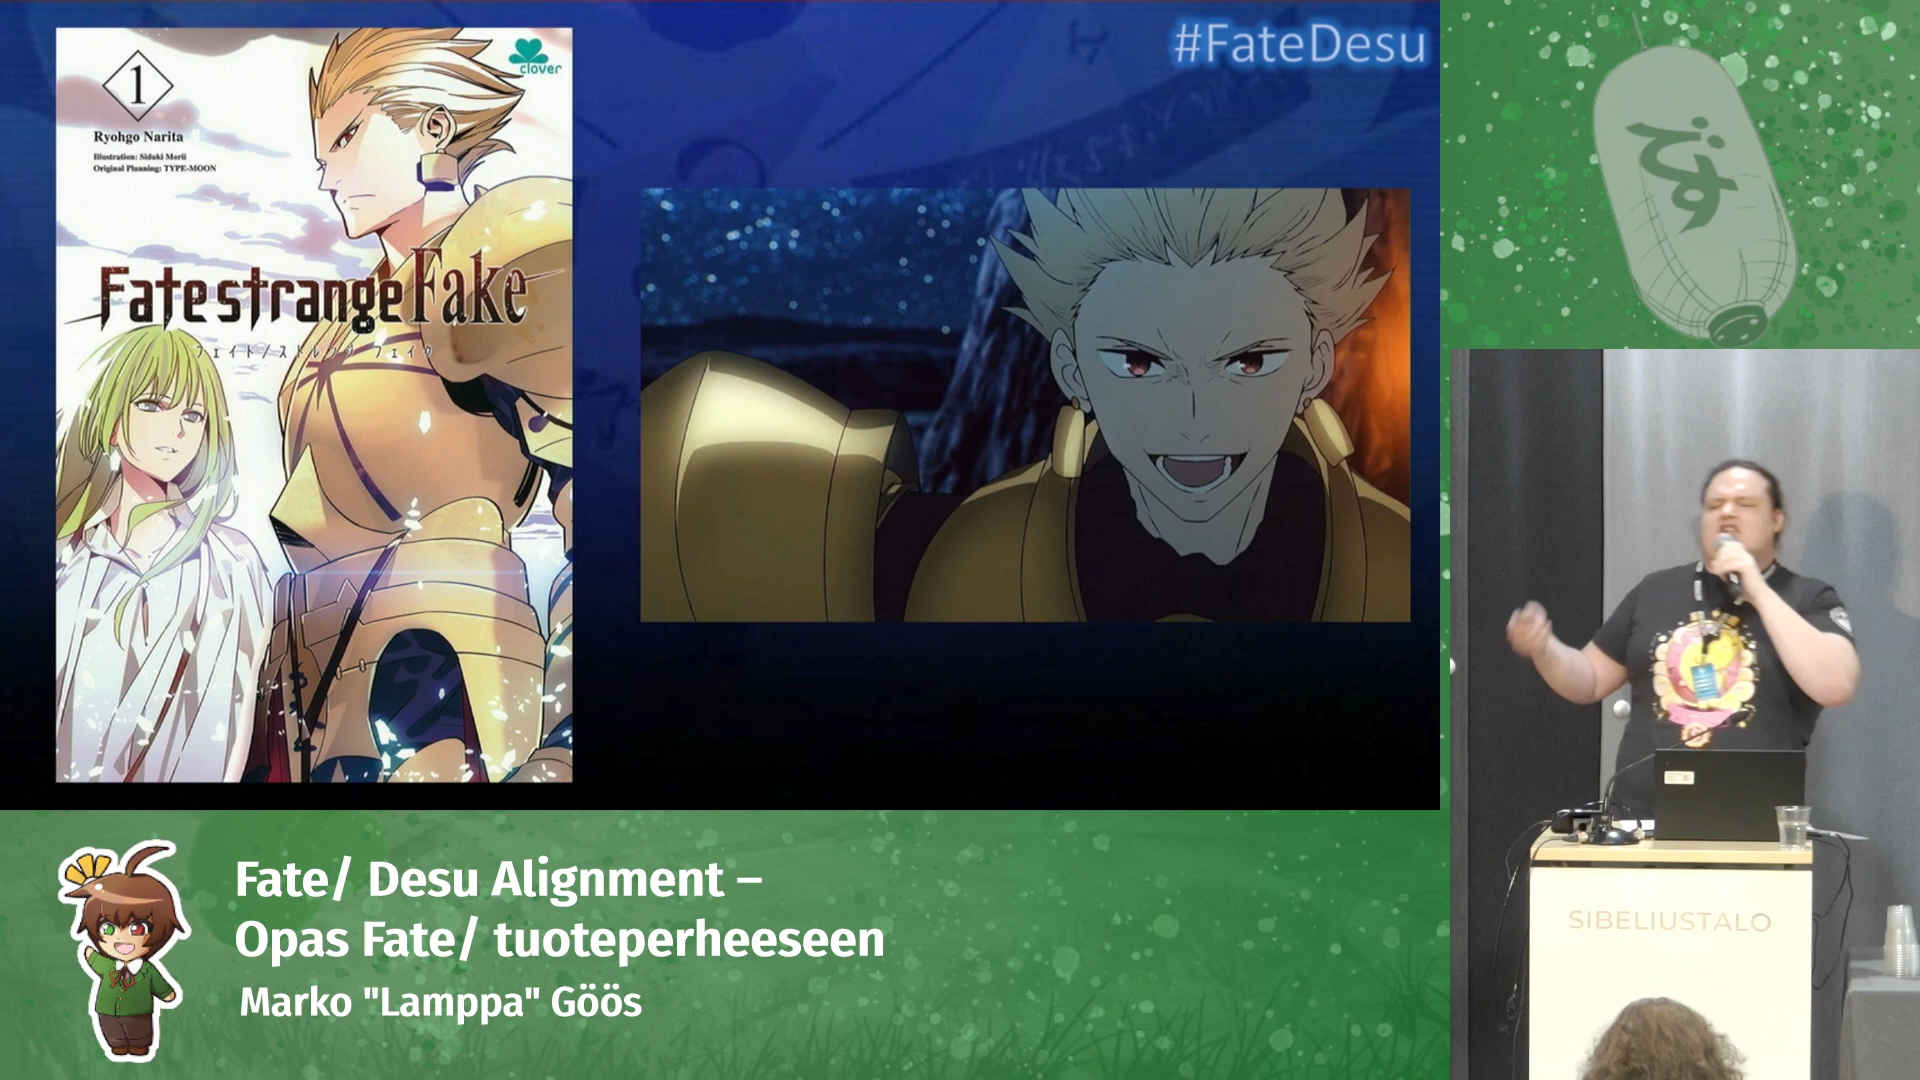 #FateDesu
1
clover
Ryohgo Narita
Illustration: Siduki Morii
Original Planning: TYPE-MOON
Fate strange Fake
フェイト/ストレンジ フェイク
です
SIBELIUSTALO
Fate/ Desu Alignment –
Opas Fate/ tuoteperheeseen
Marko "Lamppa" Göös